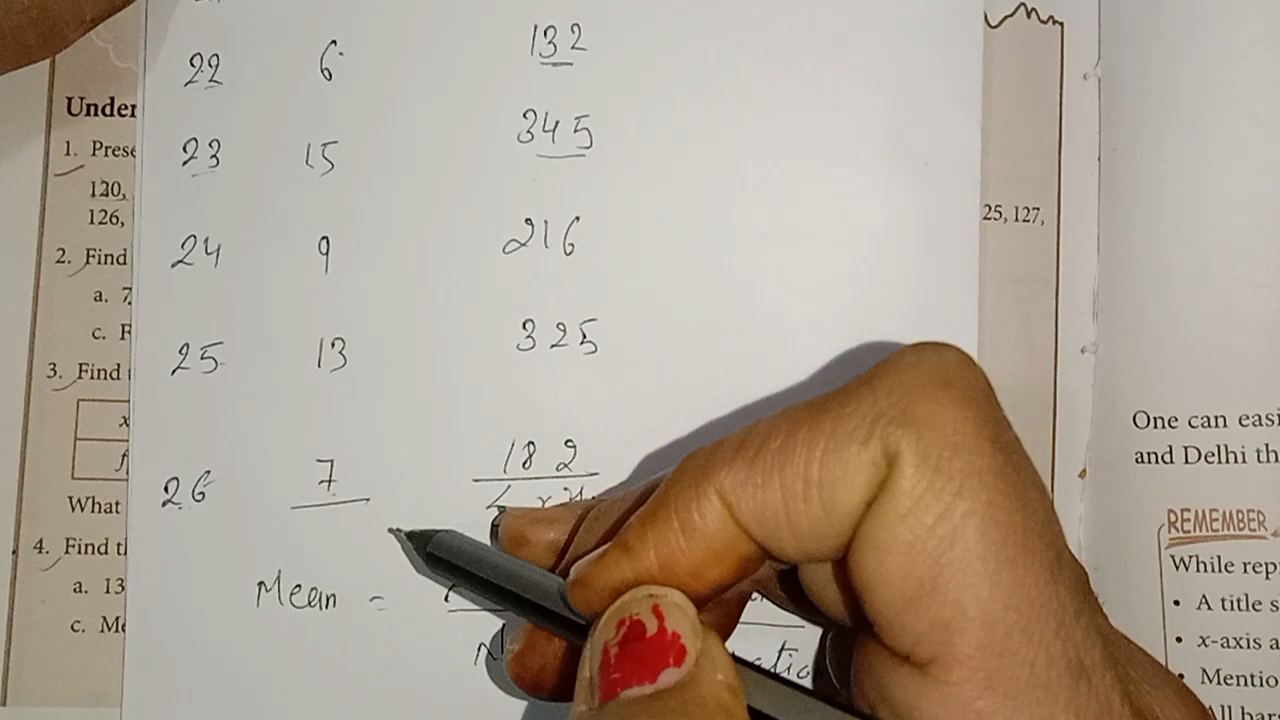 22 6 132
23 15 345
24 9 216
25 13 325
26 7 182
Mean =
Under
1. Prese
120,
126,
2. Find
a. 7
c. F
3. Find
x
f
What
4. Find t
a. 13
c. Me
25, 127,
One can easi
and Delhi th
REMEMBER
While rep
• A title s
• x-axis a
• Mentio
All bar